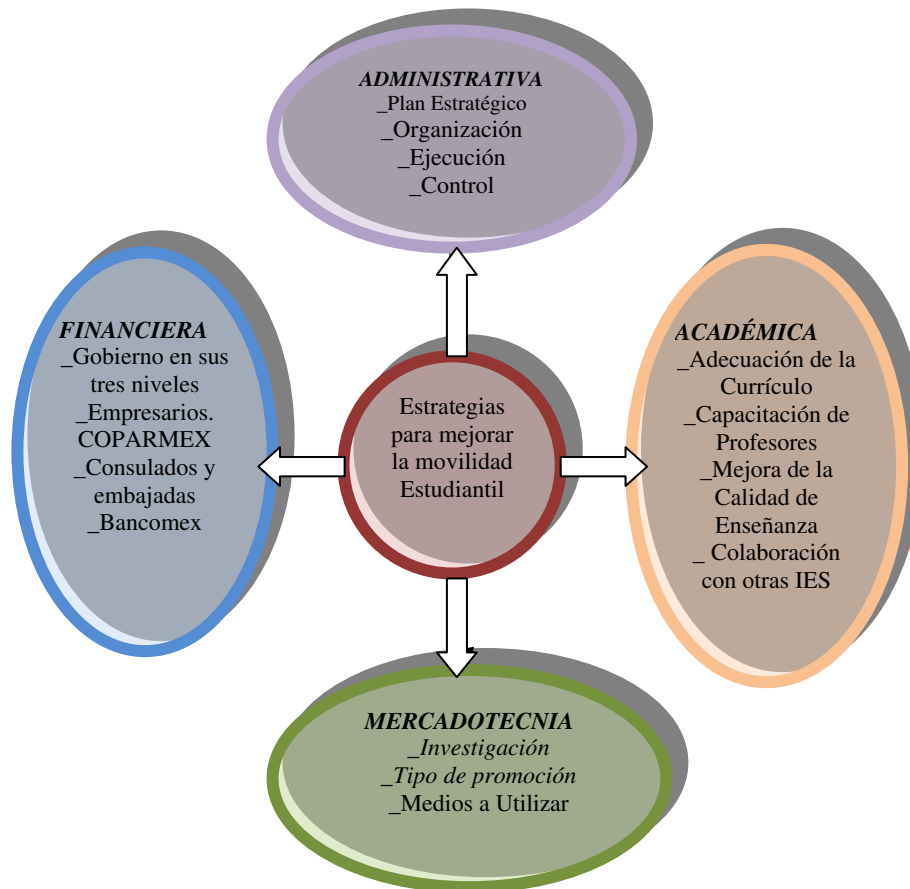 ADMINISTRATIVA
_Plan Estratégico
_Organización
_Ejecución
_Control
FINANCIERA
_Gobierno en sus
tres niveles
_Empresarios.
COPARMEX
_Consulados y
embajadas
_Bancomex
Estrategias
para mejorar
la movilidad
Estudiantil
ACADÉMICA
_Adecuación de la
Currículo
_Capacitación de
Profesores
_Mejora de la
Calidad de
Enseñanza
_ Colaboración
con otras IES
MERCADOTECNIA
_Investigación
_Tipo de promoción
_Medios a Utilizar